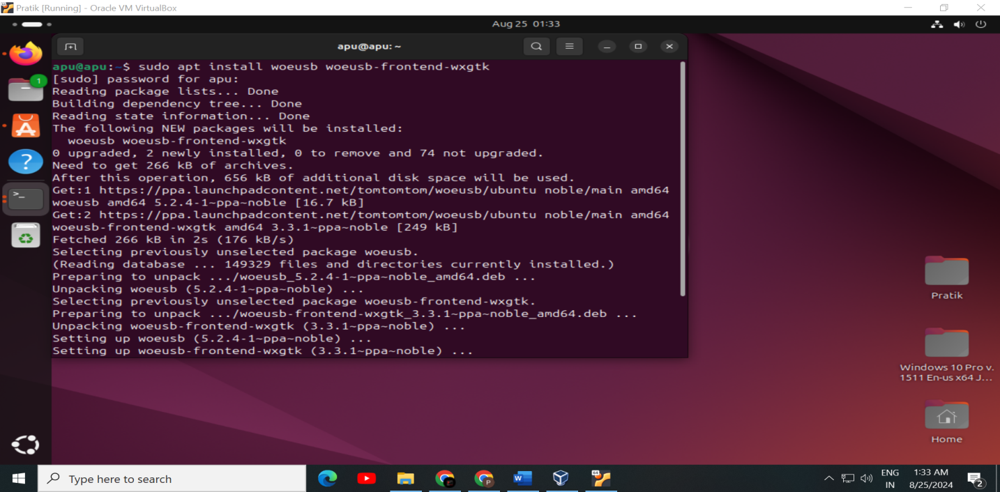 Pratik [Running] - Oracle VM VirtualBox
Aug 25 01:33
apu@apu: ~
apu@apu:~$ sudo apt install woeusb woeusb-frontend-wxgtk
[sudo] password for apu:
Reading package lists... Done
Building dependency tree... Done
Reading state information... Done
The following NEW packages will be installed:
  woeusb woeusb-frontend-wxgtk
0 upgraded, 2 newly installed, 0 to remove and 74 not upgraded.
Need to get 266 kB of archives.
After this operation, 656 kB of additional disk space will be used.
Get:1 https://ppa.launchpadcontent.net/tomtomtom/woeusb/ubuntu noble/main amd64
woeusb amd64 5.2.4-1~ppa~noble [16.7 kB]
Get:2 https://ppa.launchpadcontent.net/tomtomtom/woeusb/ubuntu noble/main amd64
woeusb-frontend-wxgtk amd64 3.3.1~ppa~noble [249 kB]
Fetched 266 kB in 2s (176 kB/s)
Selecting previously unselected package woeusb.
(Reading database ... 149329 files and directories currently installed.)
Preparing to unpack .../woeusb_5.2.4-1~ppa~noble_amd64.deb ...
Unpacking woeusb (5.2.4-1~ppa~noble) ...
Selecting previously unselected package woeusb-frontend-wxgtk.
Preparing to unpack .../woeusb-frontend-wxgtk_3.3.1~ppa~noble_amd64.deb ...
Unpacking woeusb-frontend-wxgtk (3.3.1~ppa~noble) ...
Setting up woeusb (5.2.4-1~ppa~noble) ...
Setting up woeusb-frontend-wxgtk (3.3.1~ppa~noble) ...
1
?
>_
Pratik
Windows 10 Pro v.
1511 En-us x64 J...
Home
Type here to search
P
W
64
ENG
IN
1:33 AM
8/25/2024
2